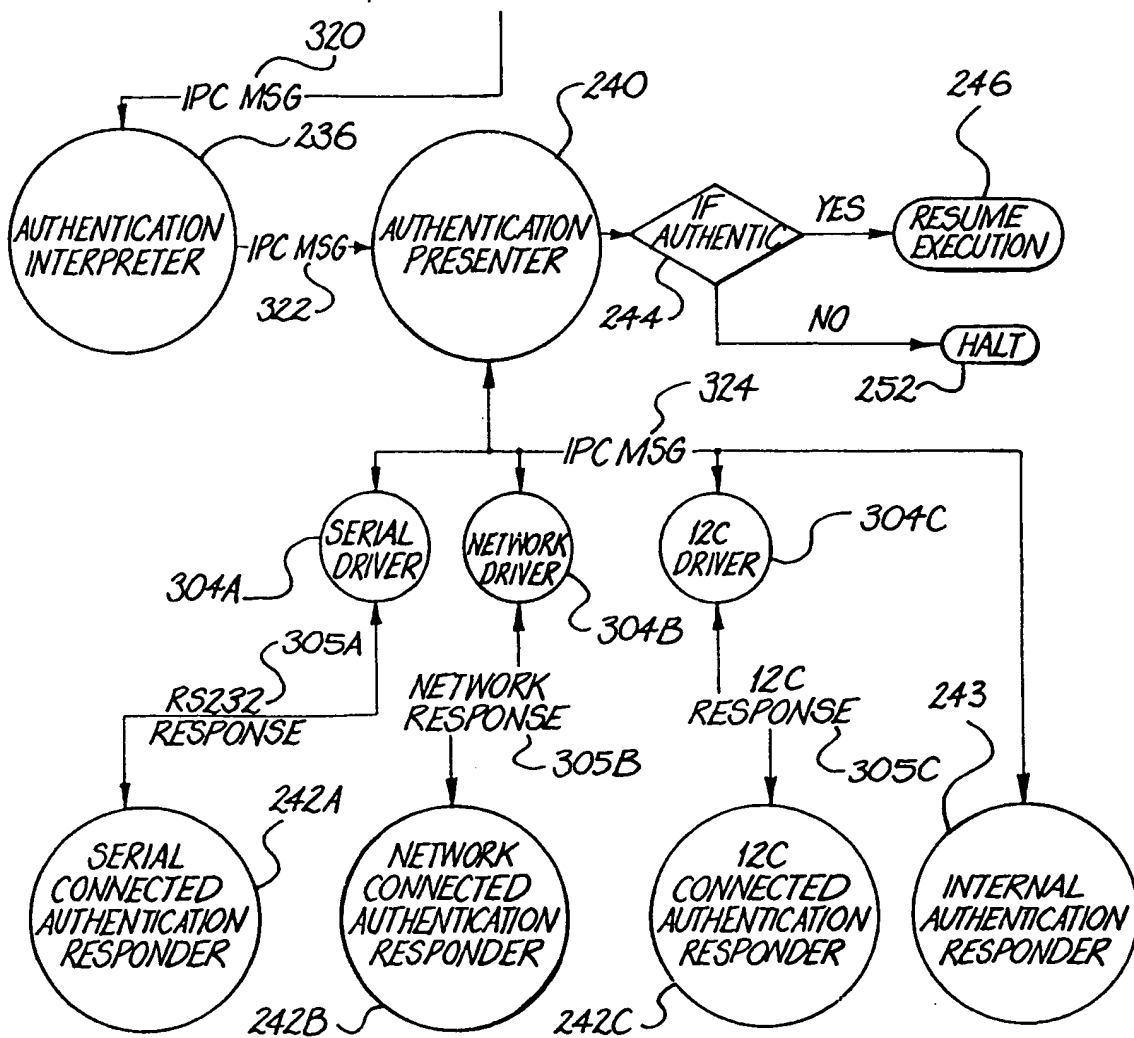 320
IPC MSG
236
240
246
AUTHENTICATION
INTERPRETER
IPC MSG
322
AUTHENTICATION
PRESENTER
IF
AUTHENTIC
244
YES
RESUME
EXECUTION
NO
HALT
252
324
IPC MSG
SERIAL
DRIVER
304A
NETWORK
DRIVER
304B
12C
DRIVER
304C
305A
RS232
RESPONSE
NETWORK
RESPONSE
305B
12C
RESPONSE
305C
243
242A
SERIAL
CONNECTED
AUTHENTICATION
RESPONDER
NETWORK
CONNECTED
AUTHENTICATION
RESPONDER
242B
12C
CONNECTED
AUTHENTICATION
RESPONDER
242C
INTERNAL
AUTHENTICATION
RESPONDER